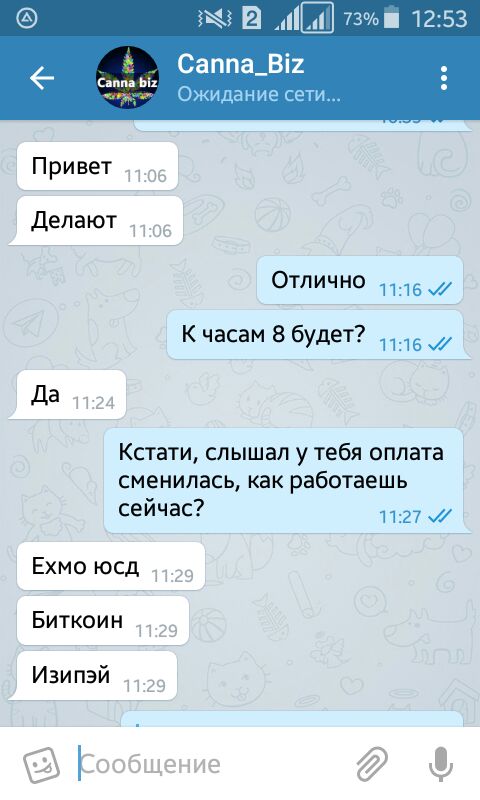 2 73% 12:53
Canna biz
Canna_Biz
Ожидание сети...
Привет 11:06
Делают 11:06
Отлично 11:16
К часам 8 будет? 11:16
Да 11:24
Кстати, слышал у тебя оплата
сменилась, как работаешь
сейчас? 11:27
Ехмо юсд 11:29
Биткоин 11:29
Изипэй 11:29
Сообщение